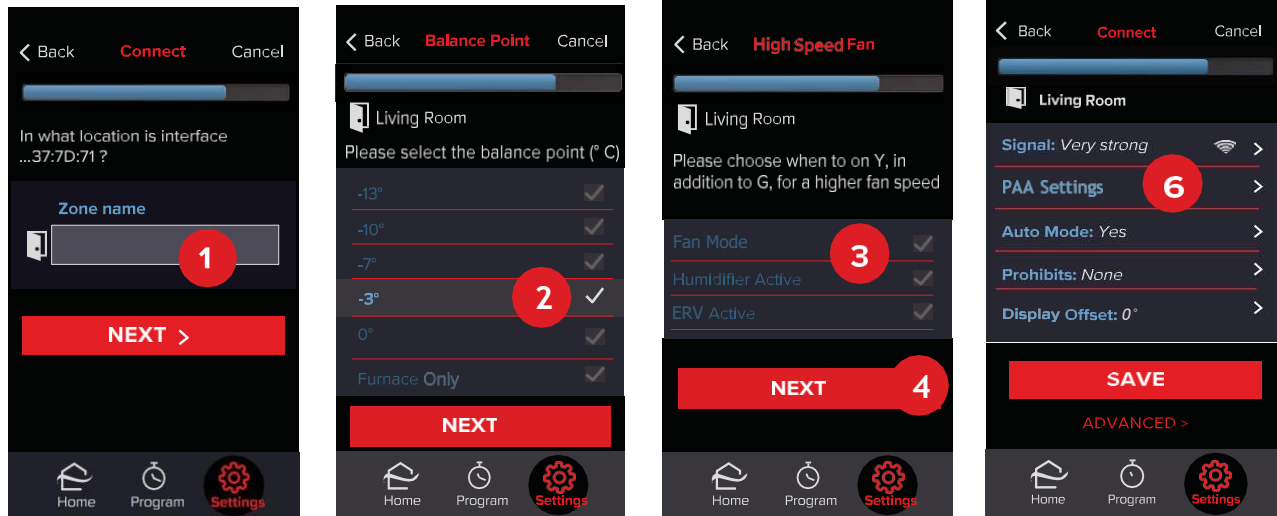 Back Connect Cancel
In what location is interface
...37:7D:71 ?
Zone name
1
NEXT >
Home Program Settings
Back Balance Point Cancel
Living Room
Please select the balance point (° C)
-13°
-10°
-7°
-3°
2
0°
Furnace Only
NEXT
Home Program Settings
Back High Speed Fan
Living Room
Please choose when to on Y, in
addition to G, for a higher fan speed
Fan Mode
3
Humidifier Active
ERV Active
NEXT 4
Home Program Settings
Back Connect Cancel
Living Room
Signal: Very strong
PAA Settings 6
Auto Mode: Yes
Prohibits: None
Display Offset: 0°
SAVE
ADVANCED >
Home Program Settings